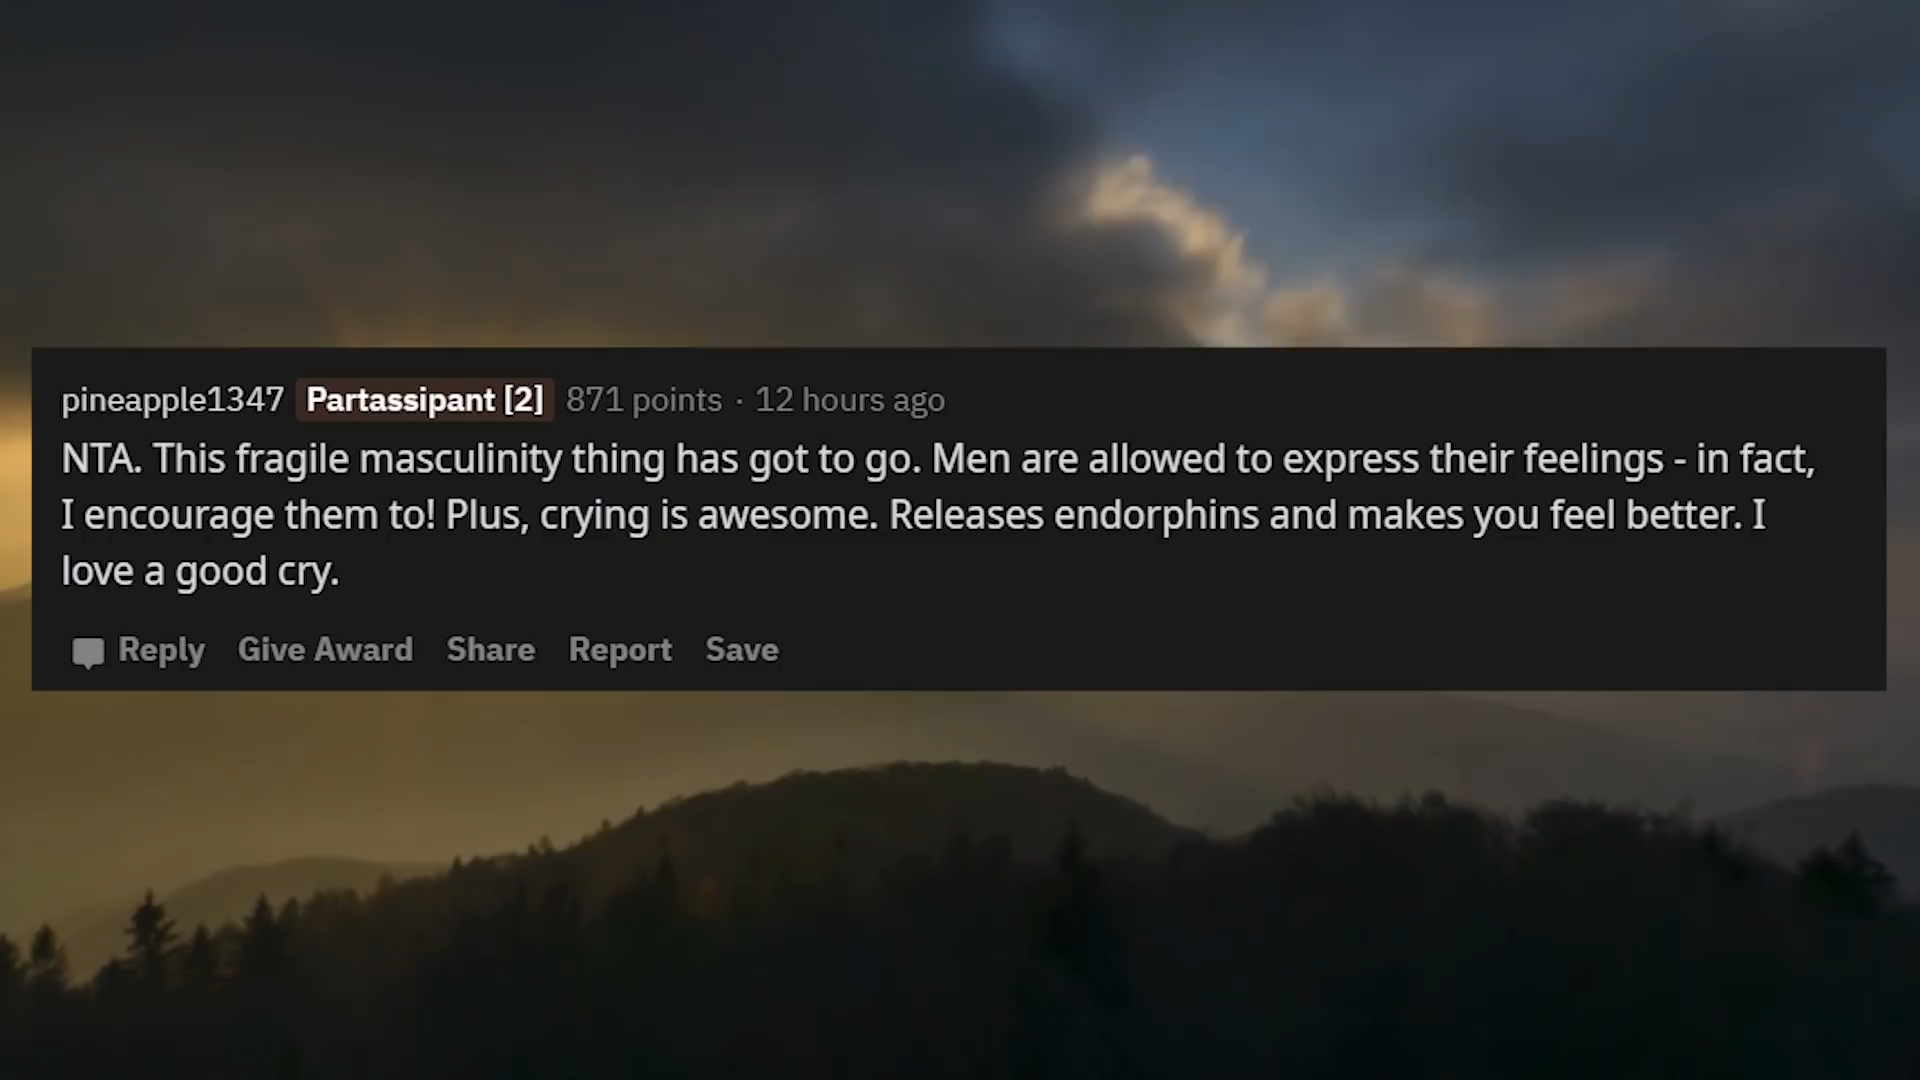 pineapple1347 Partassipant [2] 871 points · 12 hours ago
NTA. This fragile masculinity thing has got to go. Men are allowed to express their feelings - in fact,
I encourage them to! Plus, crying is awesome. Releases endorphins and makes you feel better. I
love a good cry.
Reply Give Award Share Report Save